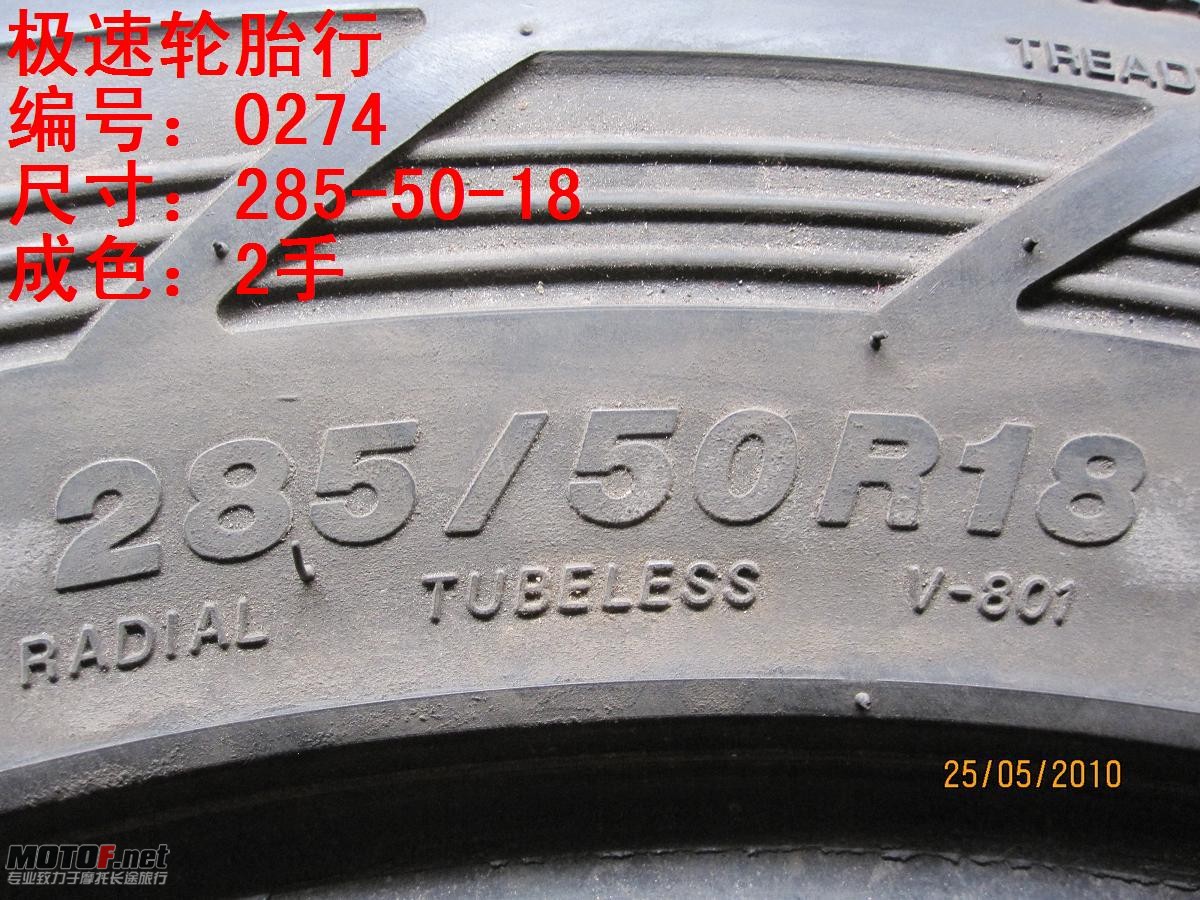 极速轮胎行
编号：0274
尺寸：285-50-18
成色：2手
TREAD
285/50R18
RADIAL TUBELESS V-801
25/05/2010
MOTOF.net
专业致力于摩托长途旅行